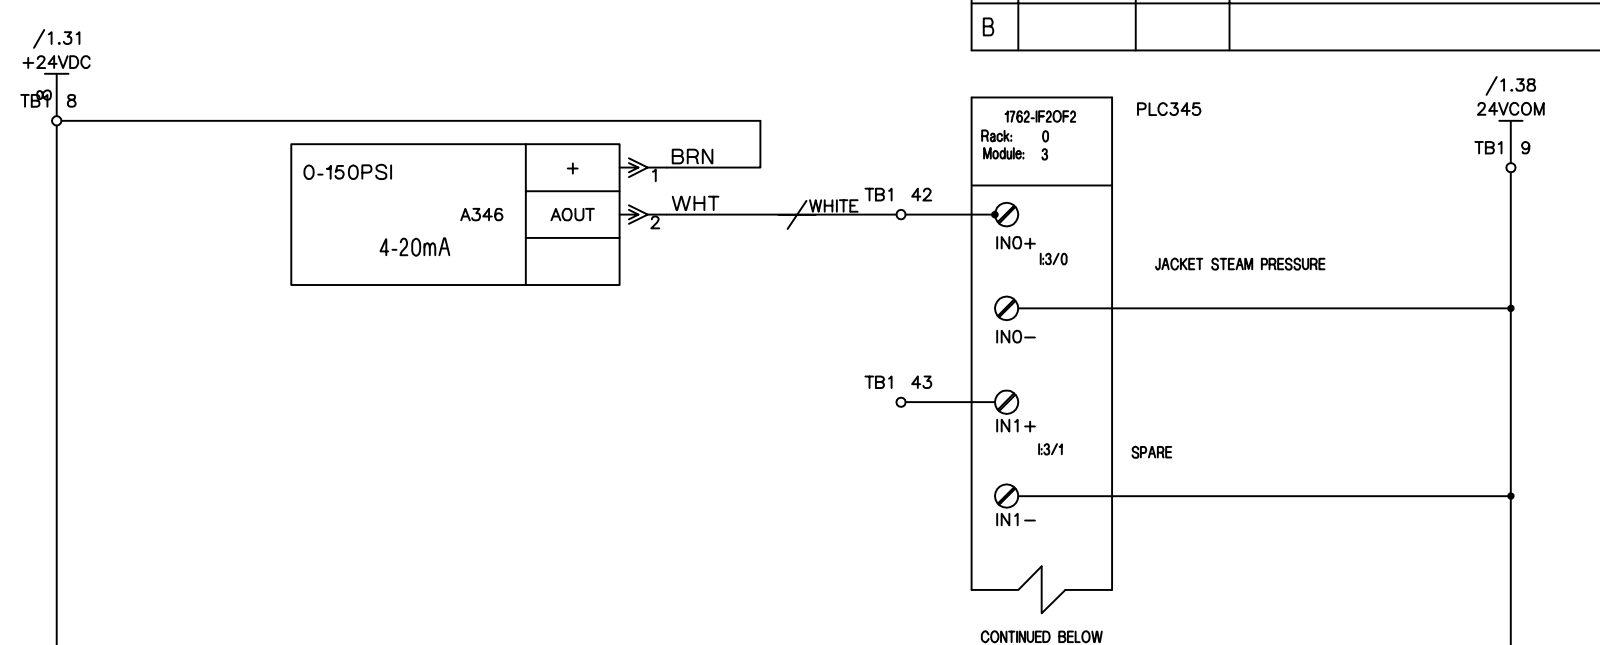 B
/1.31
+24VDC
TB1 8
8
/1.38
24VCOM
TB1 9
1762-IF2OF2
Rack: 0
Module: 3
PLC345
0-150PSI
+
1
BRN
A346
AOUT
2
WHT
WHITE
TB1 42
4-20mA
IN0+
I:3/0
JACKET STEAM PRESSURE
IN0-
TB1 43
IN1+
I:3/1
SPARE
IN1-
CONTINUED BELOW